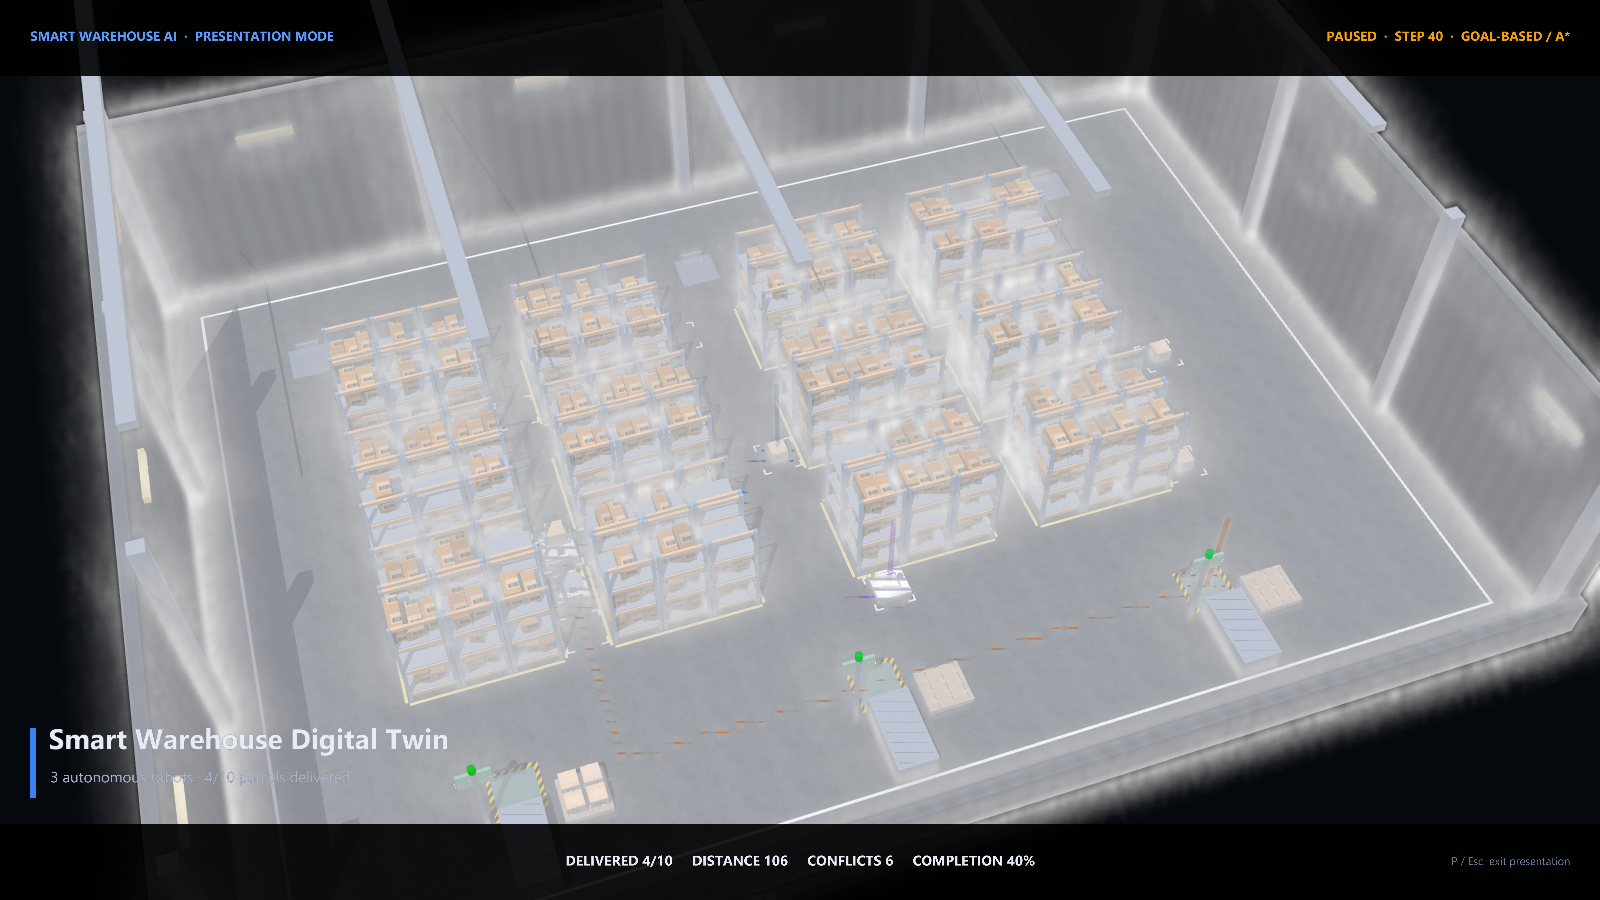 SMART WAREHOUSE AI · PRESENTATION MODE
PAUSED · STEP 40 · GOAL-BASED / A*
Smart Warehouse Digital Twin
3 autonomous robots · 4/10 parcels delivered
DELIVERED 4/10 DISTANCE 106 CONFLICTS 6 COMPLETION 40%
P / Esc exit presentation